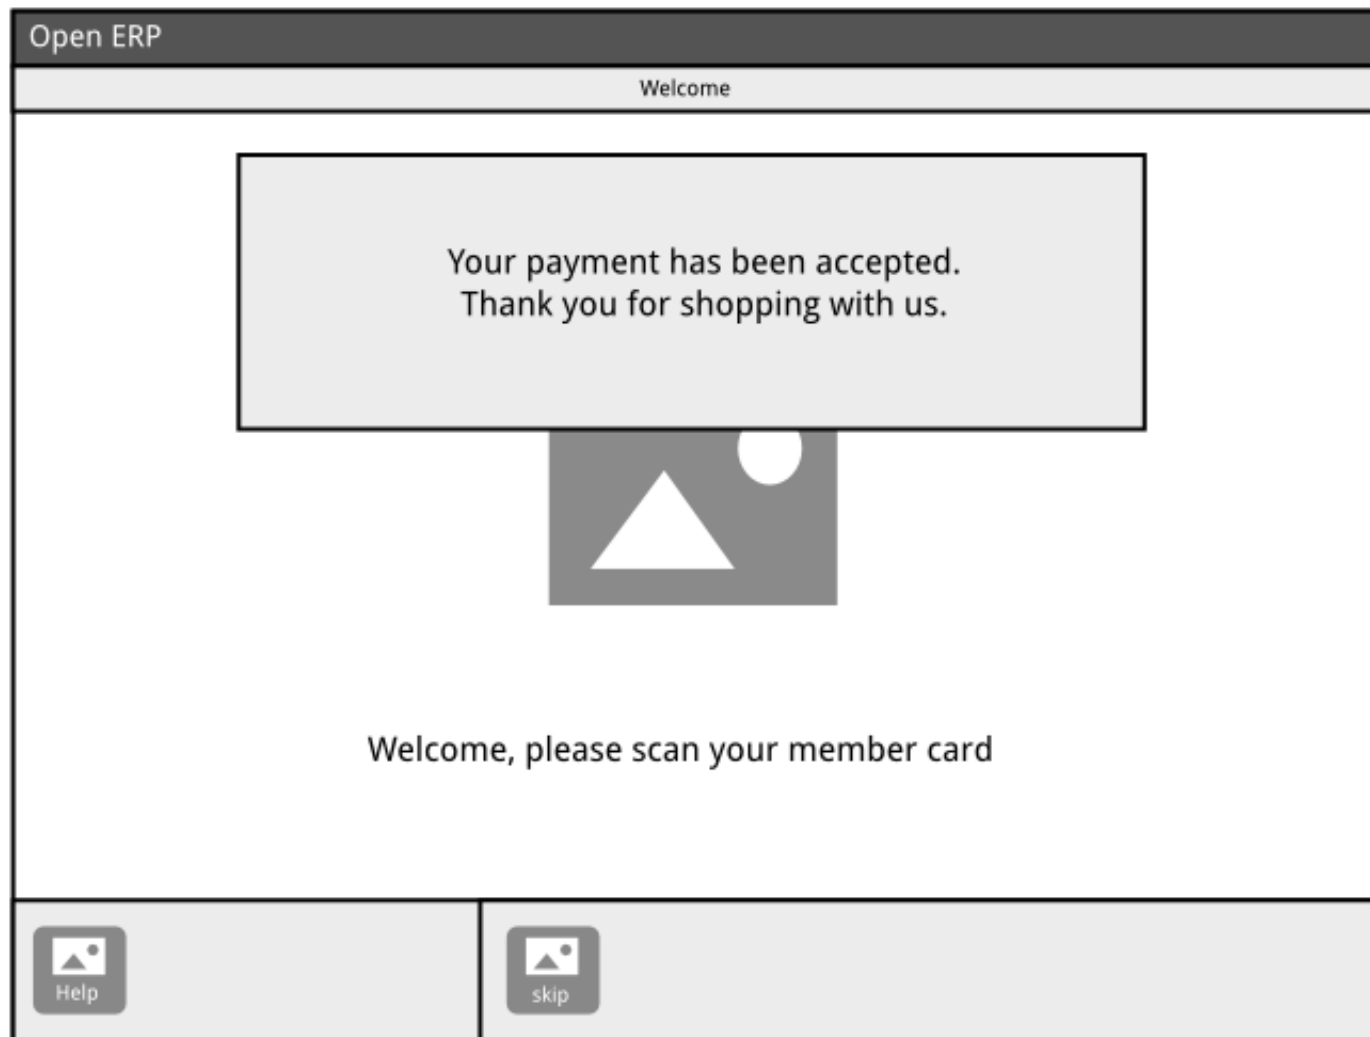 Open ERP
Welcome
Your payment has been accepted.
Thank you for shopping with us.
Welcome, please scan your member card
Help
skip